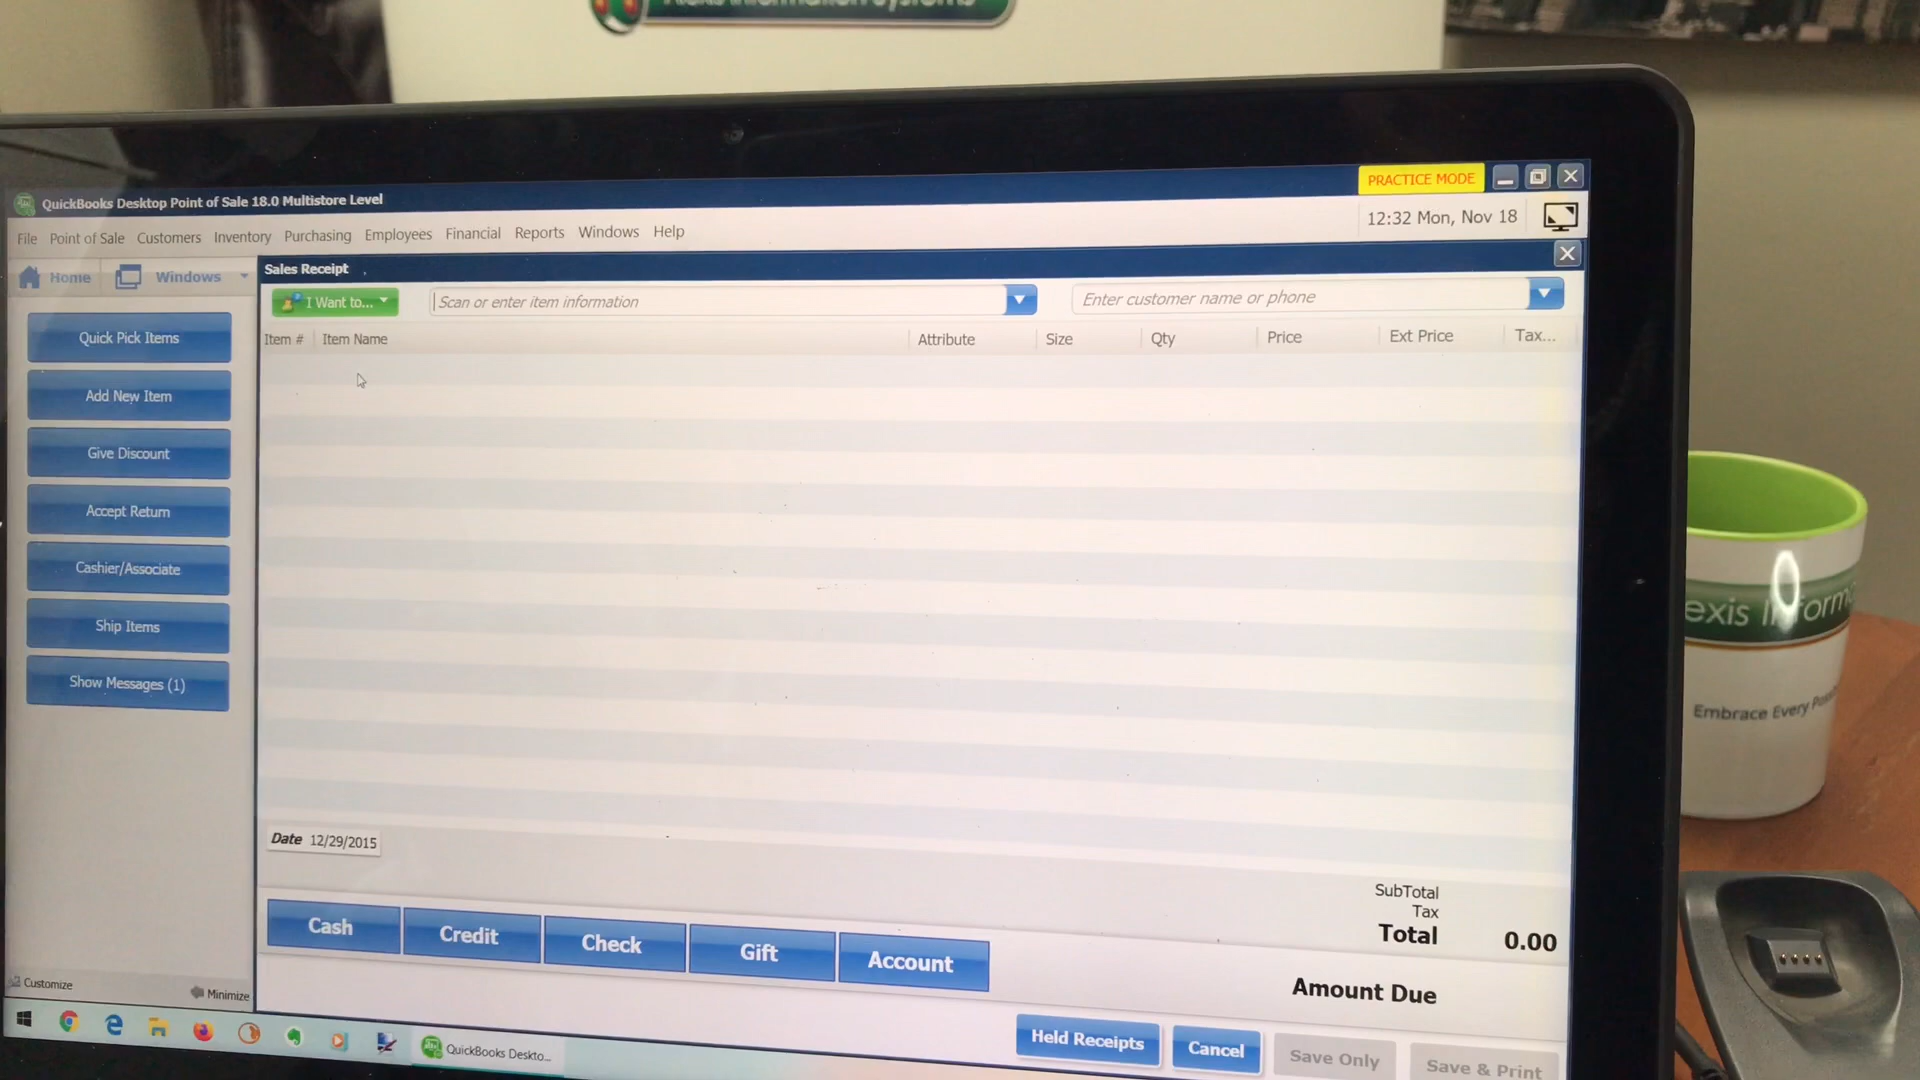 PRACTICE MODE
QuickBooks Desktop Point of Sale 18.0 Multistore Level
12:32 Mon, Nov 18
File Point of Sale Customers Inventory Purchasing Employees Financial Reports Windows Help
Home Windows
Sales Receipt
I Want to... Scan or enter item information Enter customer name or phone
Item # Item Name Attribute Size Qty Price Ext Price Tax...
Quick Pick Items
Add New Item
Give Discount
Accept Return
Cashier/Associate
Ship Items
Show Messages (1)
Date 12/29/2015
SubTotal
Tax
Total 0.00
Cash Credit Check Gift Account
Amount Due
Customize Minimize
Held Receipts Cancel Save Only Save & Print
QuickBooks Deskto...
exis Inform
Embrace Every